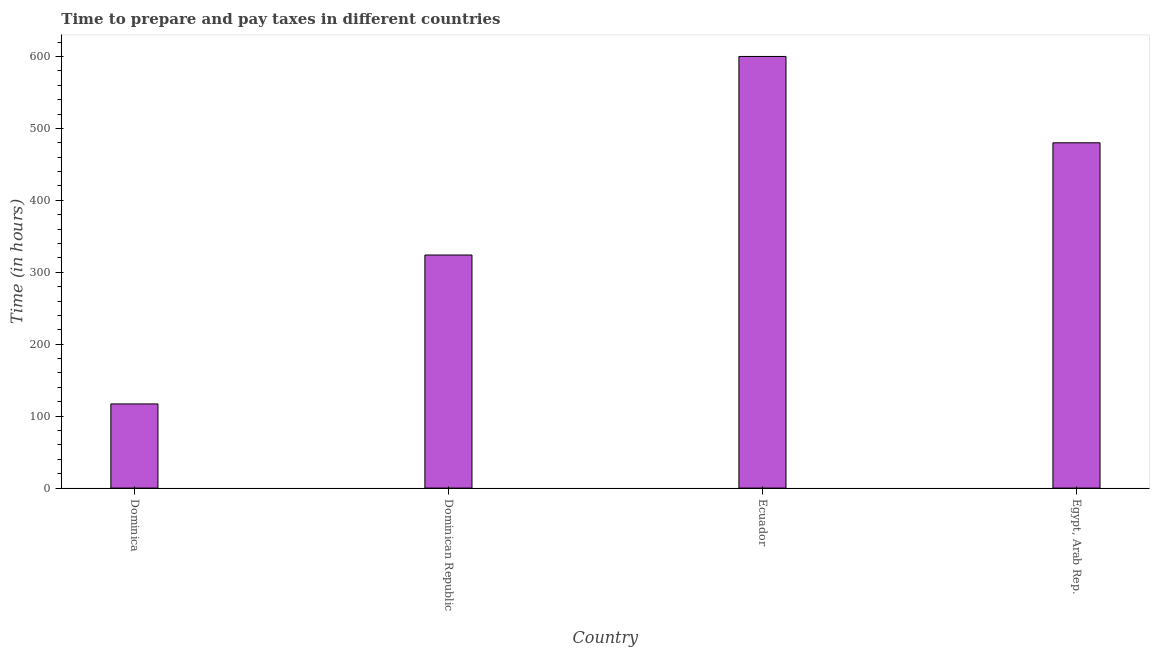 Time to prepare and pay taxes in different countries
Time (in hours)
600
500
400
300
200
100
0
Dominica
Dominican Republic
Ecuador
Egypt, Arab Rep.
Country